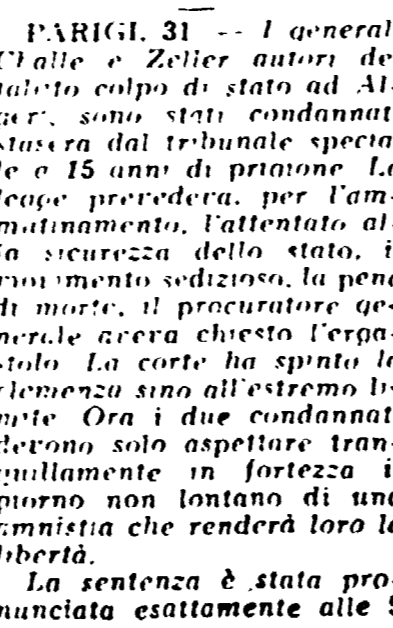 PARIGI, 31 -- I general
Challe e Zeller autori de
fallito colpo di stato ad Al
geri, sono stati condannat
stasera dal tribunale specia
le a 15 anni di prigione La
legge prevedeva, per l'am-
mutinamento, l'attentato al-
la sicurezza dello stato, i
movimento sedizioso, la pena
di morte, il procuratore ge-
nerale aveva chiesto l'erga-
stolo La corte ha spinto la
clemenza sino all'estremo li
mite Ora i due condannat
devono solo aspettare tran-
quillamente in fortezza i
giorno non lontano di una
amnistia che renderà loro la
libertà.
La sentenza è stata pro-
nunciata esattamente alle